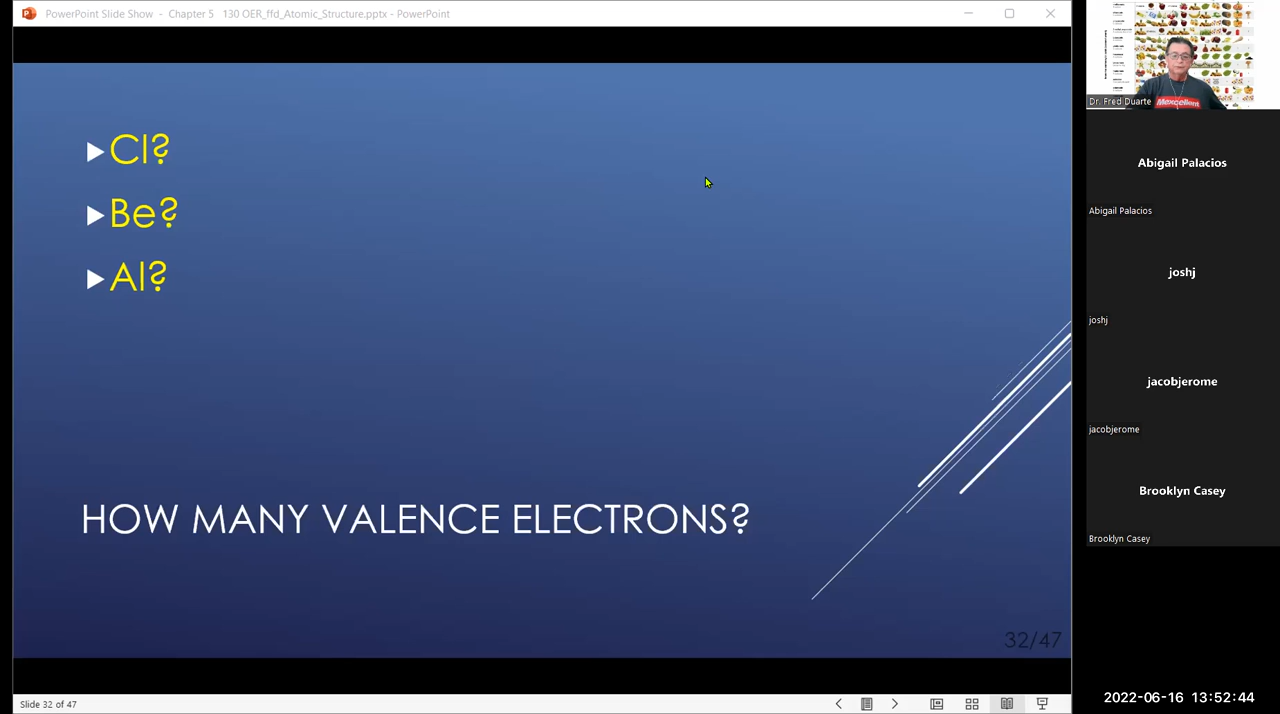 PowerPoint Slide Show - Chapter 5 130 OER_ffd_Atomic_Structure.pptx - PowerPoint
Cl?
Be?
Al?
HOW MANY VALENCE ELECTRONS?
32/47
Slide 32 of 47
Mexcellent
Dr. Fred Duarte
Abigail Palacios
Abigail Palacios
joshj
joshj
jacobjerome
jacobjerome
Brooklyn Casey
Brooklyn Casey
2022-06-16 13:52:44